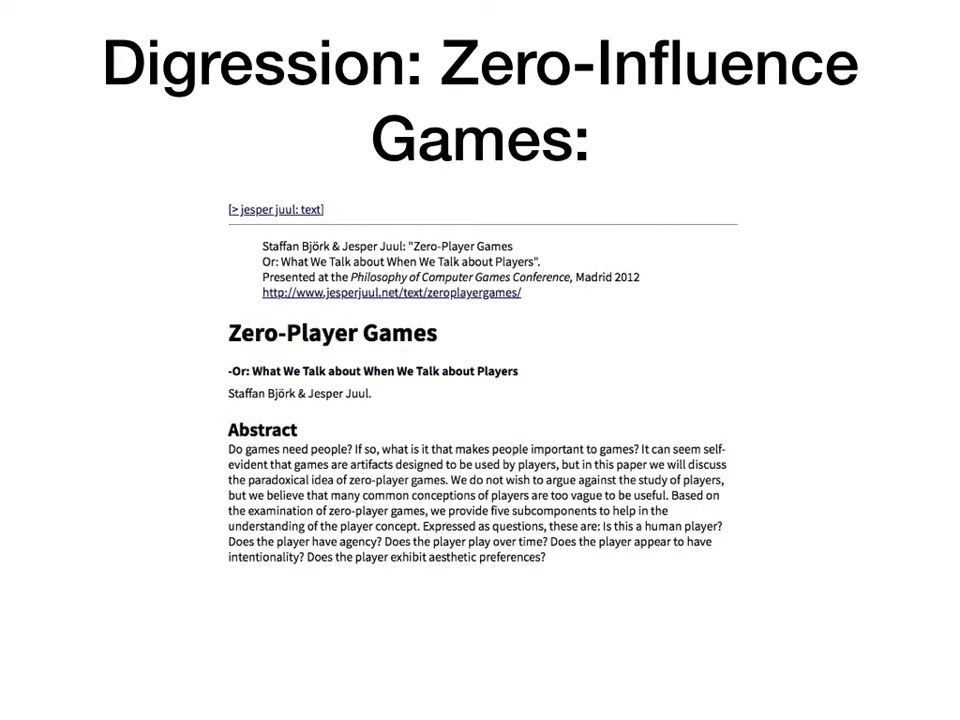 Digression: Zero-Influence
Games:
[> jesper juul: text]
Staffan Björk & Jesper Juul: "Zero-Player Games
Or: What We Talk about When We Talk about Players".
Presented at the Philosophy of Computer Games Conference, Madrid 2012
http://www.jesperjuul.net/text/zeroplayergames/
Zero-Player Games
-Or: What We Talk about When We Talk about Players
Staffan Björk & Jesper Juul.
Abstract
Do games need people? If so, what is it that makes people important to games? It can seem self-
evident that games are artifacts designed to be used by players, but in this paper we will discuss
the paradoxical idea of zero-player games. We do not wish to argue against the study of players,
but we believe that many common conceptions of players are too vague to be useful. Based on
the examination of zero-player games, we provide five subcomponents to help in the
understanding of the player concept. Expressed as questions, these are: Is this a human player?
Does the player have agency? Does the player play over time? Does the player appear to have
intentionality? Does the player exhibit aesthetic preferences?